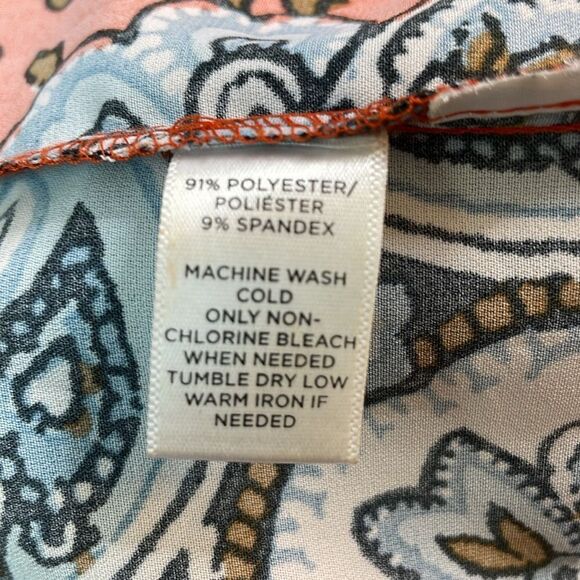 91% POLYESTER/
POLIÉSTER
9% SPANDEX
MACHINE WASH
COLD
ONLY NON-
CHLORINE BLEACH
WHEN NEEDED
TUMBLE DRY LOW
WARM IRON IF
NEEDED